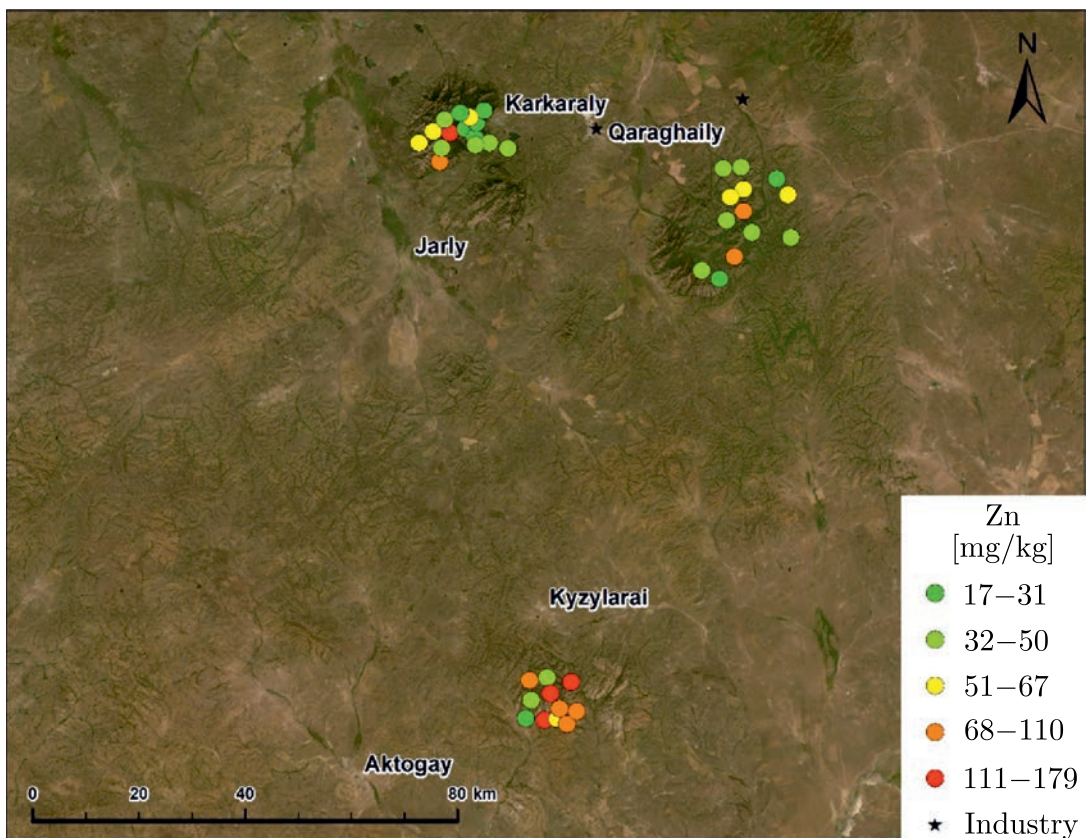 N
Karkaraly
Qaraghaily
Jarly
Kyzylarai
Aktogay
0 20 40 80 km
Zn
[mg/kg]
17–31
32–50
51–67
68–110
111–179
Industry